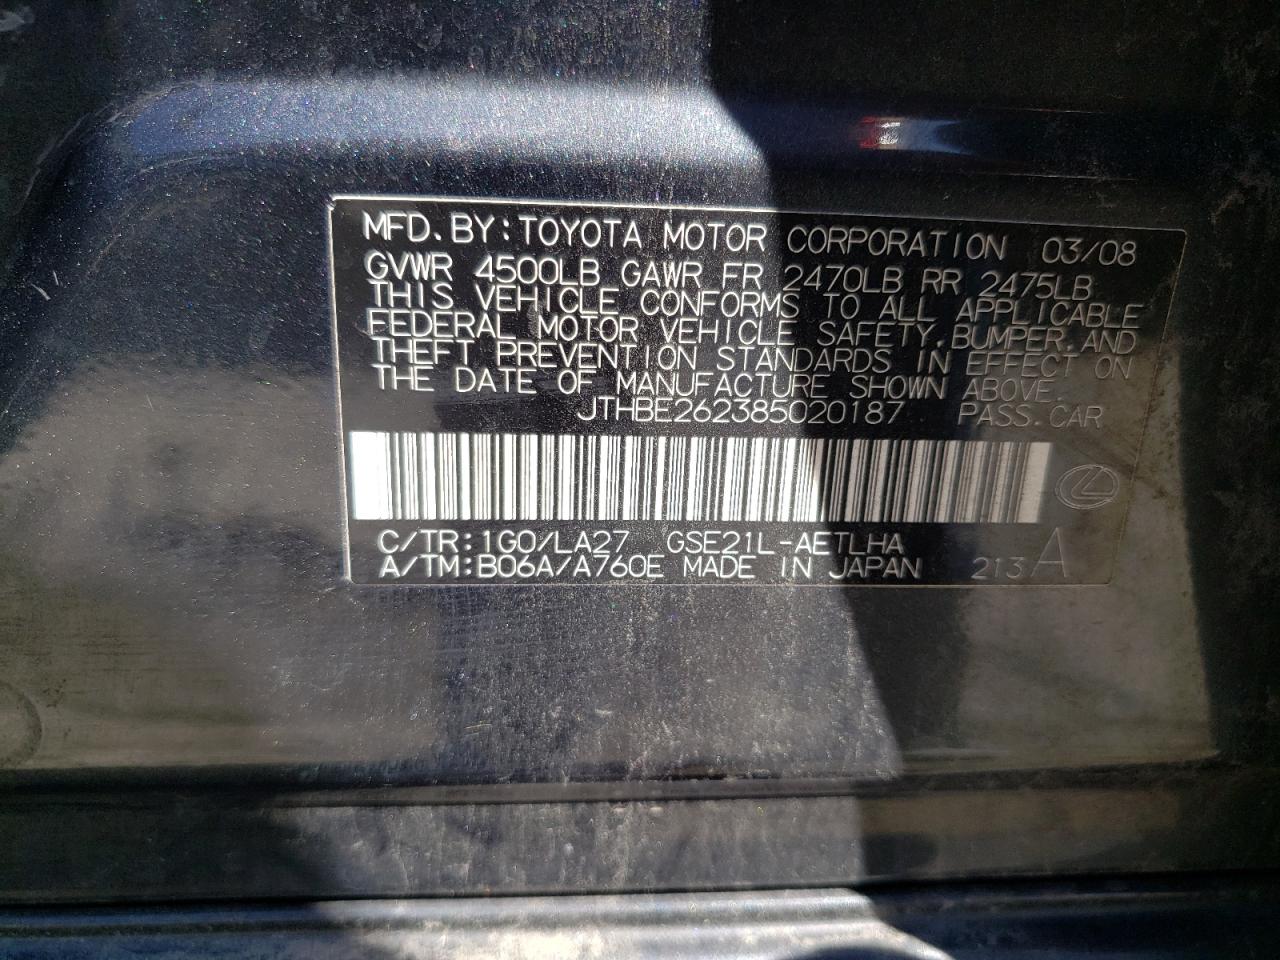 MFD. BY: TOYOTA MOTOR CORPORATION 03/08
GVWR 4500LB GAWR FR 2470LB RR 2475LB
THIS VEHICLE CONFORMS TO ALL APPLICABLE
FEDERAL MOTOR VEHICLE SAFETY, BUMPER, AND
THEFT PREVENTION STANDARDS IN EFFECT ON
THE DATE OF MANUFACTURE SHOWN ABOVE.
JTHBE262385020187 PASS. CAR
C/TR: 1G0/LA27 GSE21L-AETLHA
A/TM: B06A/A760E MADE IN JAPAN 213 A